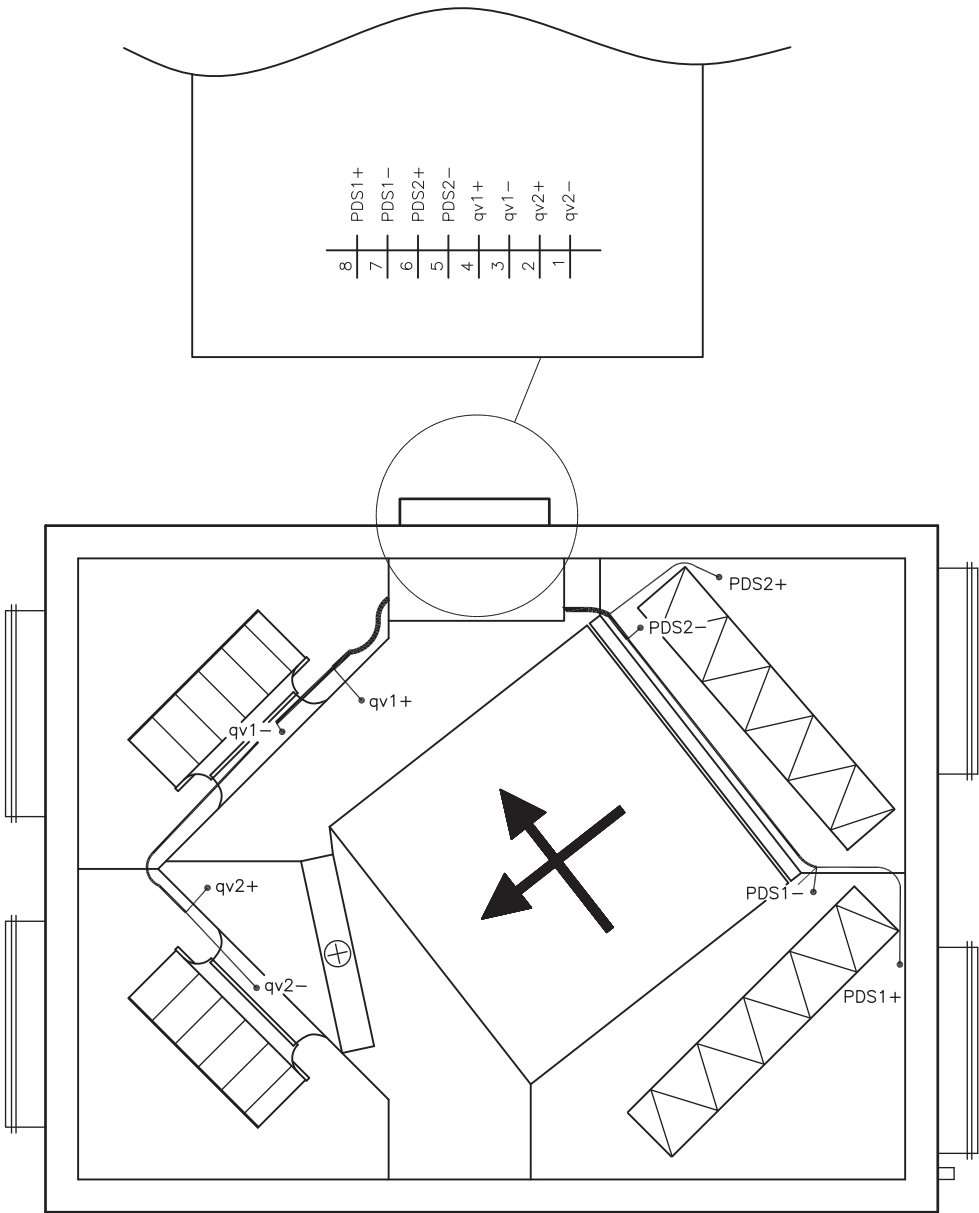 PDS1+
PDS1-
PDS2+
PDS2-
qv1+
qv1-
qv2+
qv2-
8
7
6
5
4
3
2
1
PDS2+
PDS2-
qv1+
qv1-
qv2+
PDS1-
qv2-
PDS1+